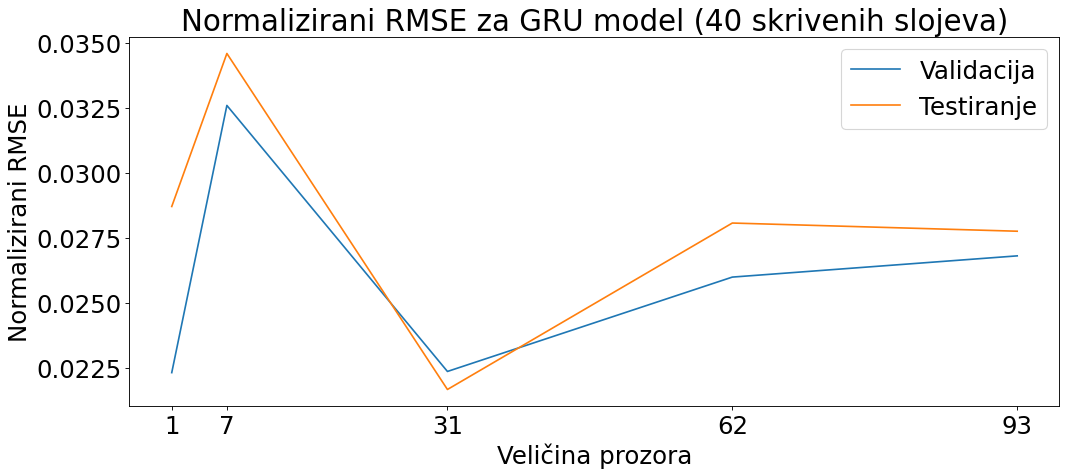 Normalizirani RMSE za GRU model (40 skrivenih slojeva)
Normalizirani RMSE
0.0350
0.0325
0.0300
0.0275
0.0250
0.0225
Validacija
Testiranje
1 7 31 62 93
Veličina prozora